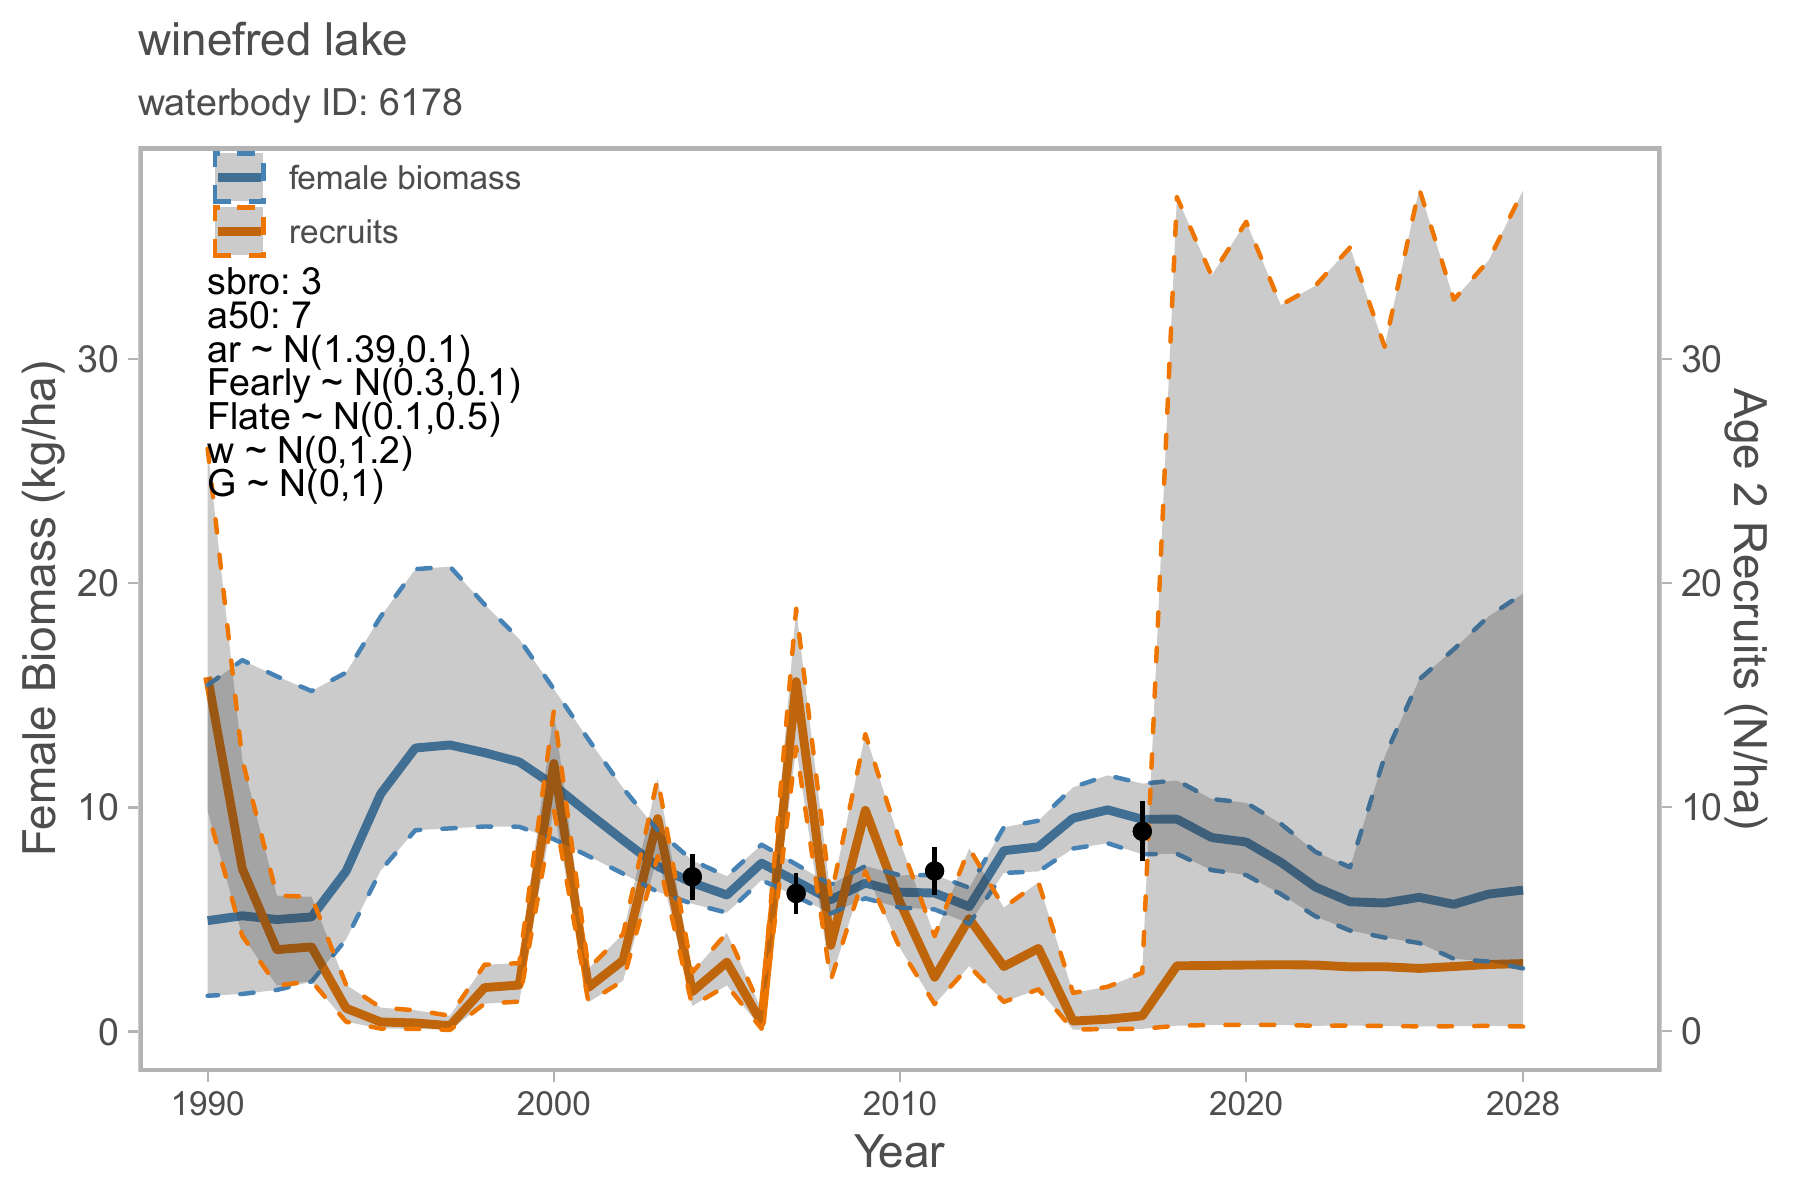 winefred lake
waterbody ID: 6178
female biomass
recruits
sbro: 3
a50: 7
ar ~ N(1.39,0.1)
Fearly ~ N(0.3,0.1)
Flate ~ N(0.1,0.5)
w ~ N(0,1.2)
G ~ N(0,1)
Female Biomass (kg/ha)
30
20
10
0
30
20
10
0
Age 2 Recruits (N/ha)
1990
2000
2010
2020
2028
Year